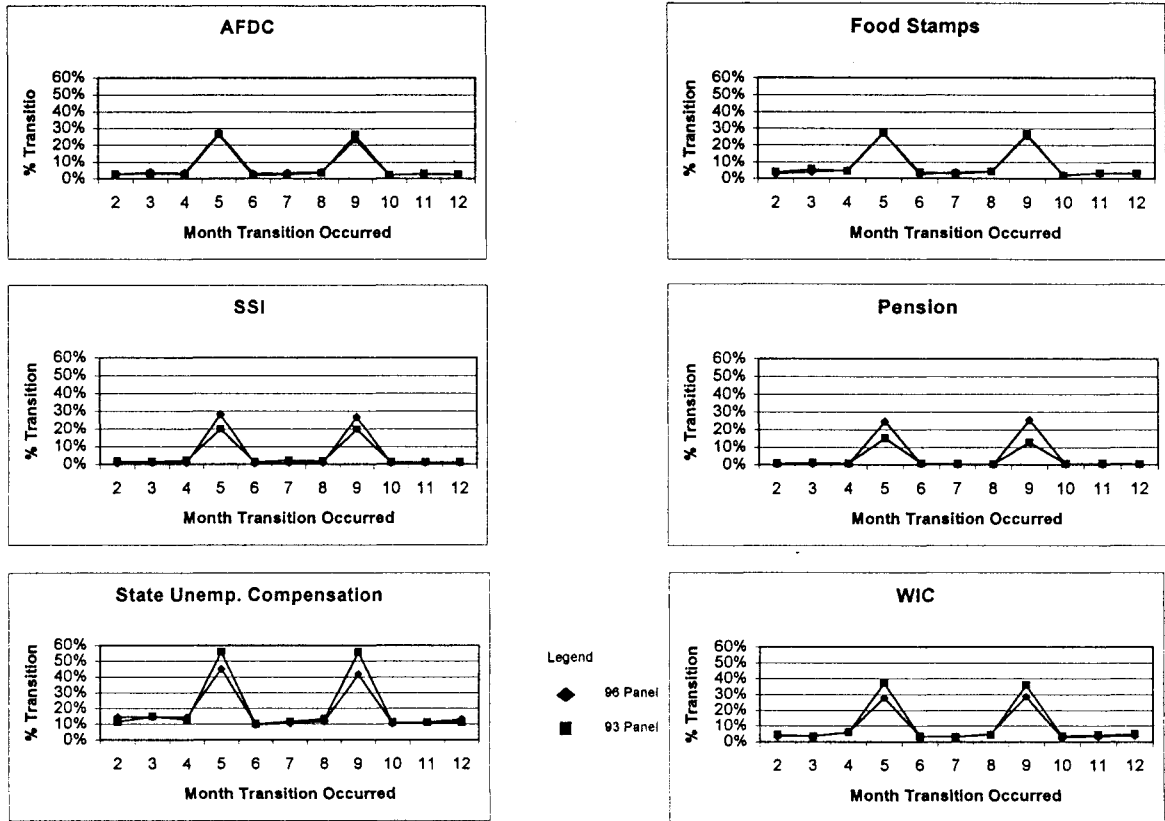 AFDC
60%
50%
40%
30%
20%
10%
0%
% Transitio
2 3 4 5 6 7 8 9 10 11 12
Month Transition Occurred
Food Stamps
60%
50%
40%
30%
20%
10%
0%
% Transition
2 3 4 5 6 7 8 9 10 11 12
Month Transition Occurred
SSI
60%
50%
40%
30%
20%
10%
0%
% Transition
2 3 4 5 6 7 8 9 10 11 12
Month Transition Occurred
Pension
60%
50%
40%
30%
20%
10%
0%
% Transition
2 3 4 5 6 7 8 9 10 11 12
Month Transition Occurred
State Unemp. Compensation
60%
50%
40%
30%
20%
10%
0%
% Transition
2 3 4 5 6 7 8 9 10 11 12
Month Transition Occurred
Legend
96 Panel
93 Panel
WIC
60%
50%
40%
30%
20%
10%
0%
% Transition
2 3 4 5 6 7 8 9 10 11 12
Month Transition Occurred